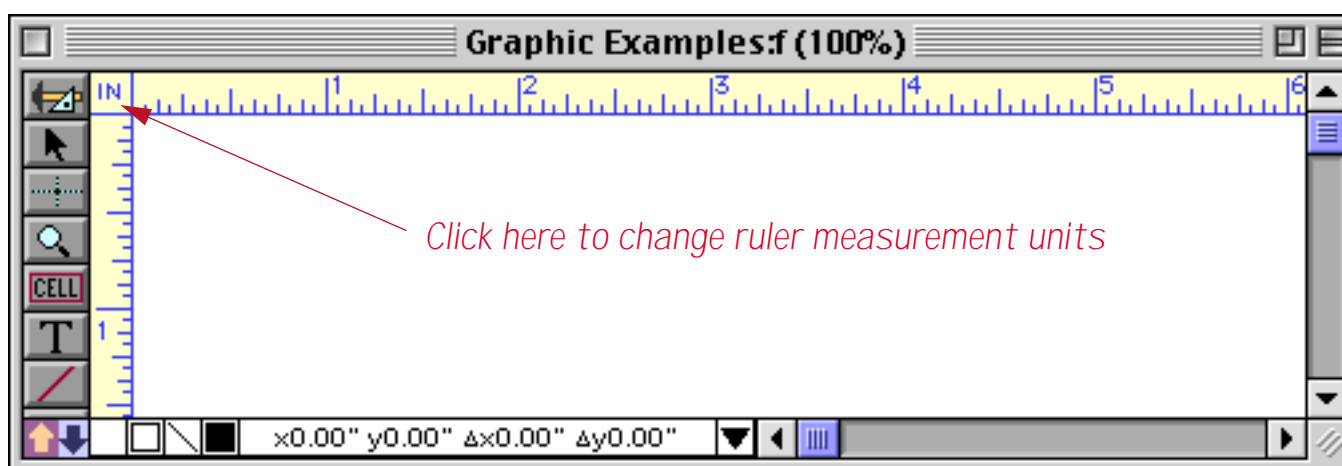 Graphic Examples:f (100%)
IN 1 2 3 4 5 6
Click here to change ruler measurement units
CELL
T
1
x0.00" y0.00" Δx0.00" Δy0.00"